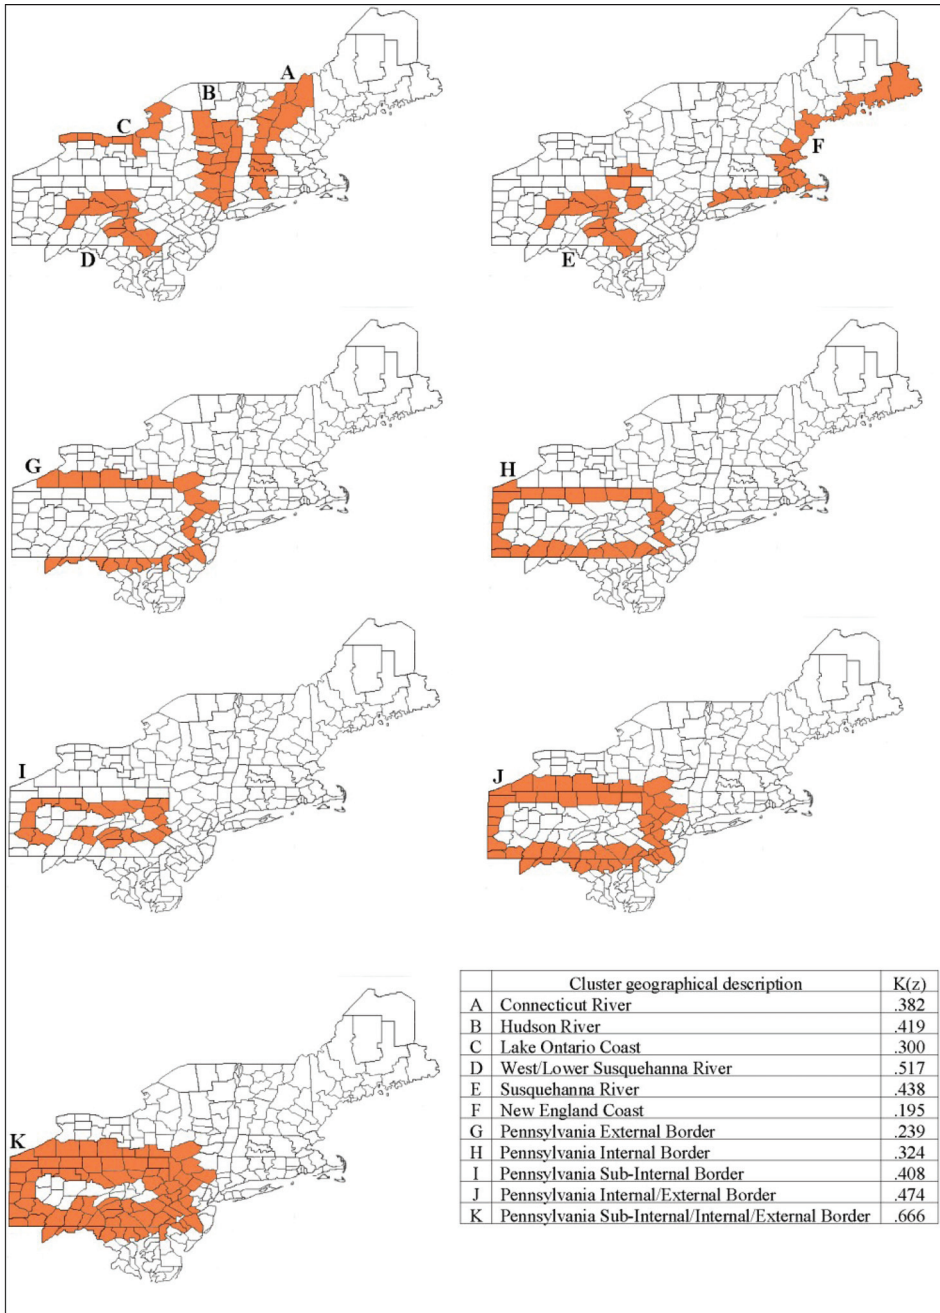 A
B
C
D
E
F
G
H
I
J
K
Cluster geographical description K(z)
A Connecticut River .382
B Hudson River .419
C Lake Ontario Coast .300
D West/Lower Susquehanna River .517
E Susquehanna River .438
F New England Coast .195
G Pennsylvania External Border .239
H Pennsylvania Internal Border .324
I Pennsylvania Sub-Internal Border .408
J Pennsylvania Internal/External Border .474
K Pennsylvania Sub-Internal/Internal/External Border .666